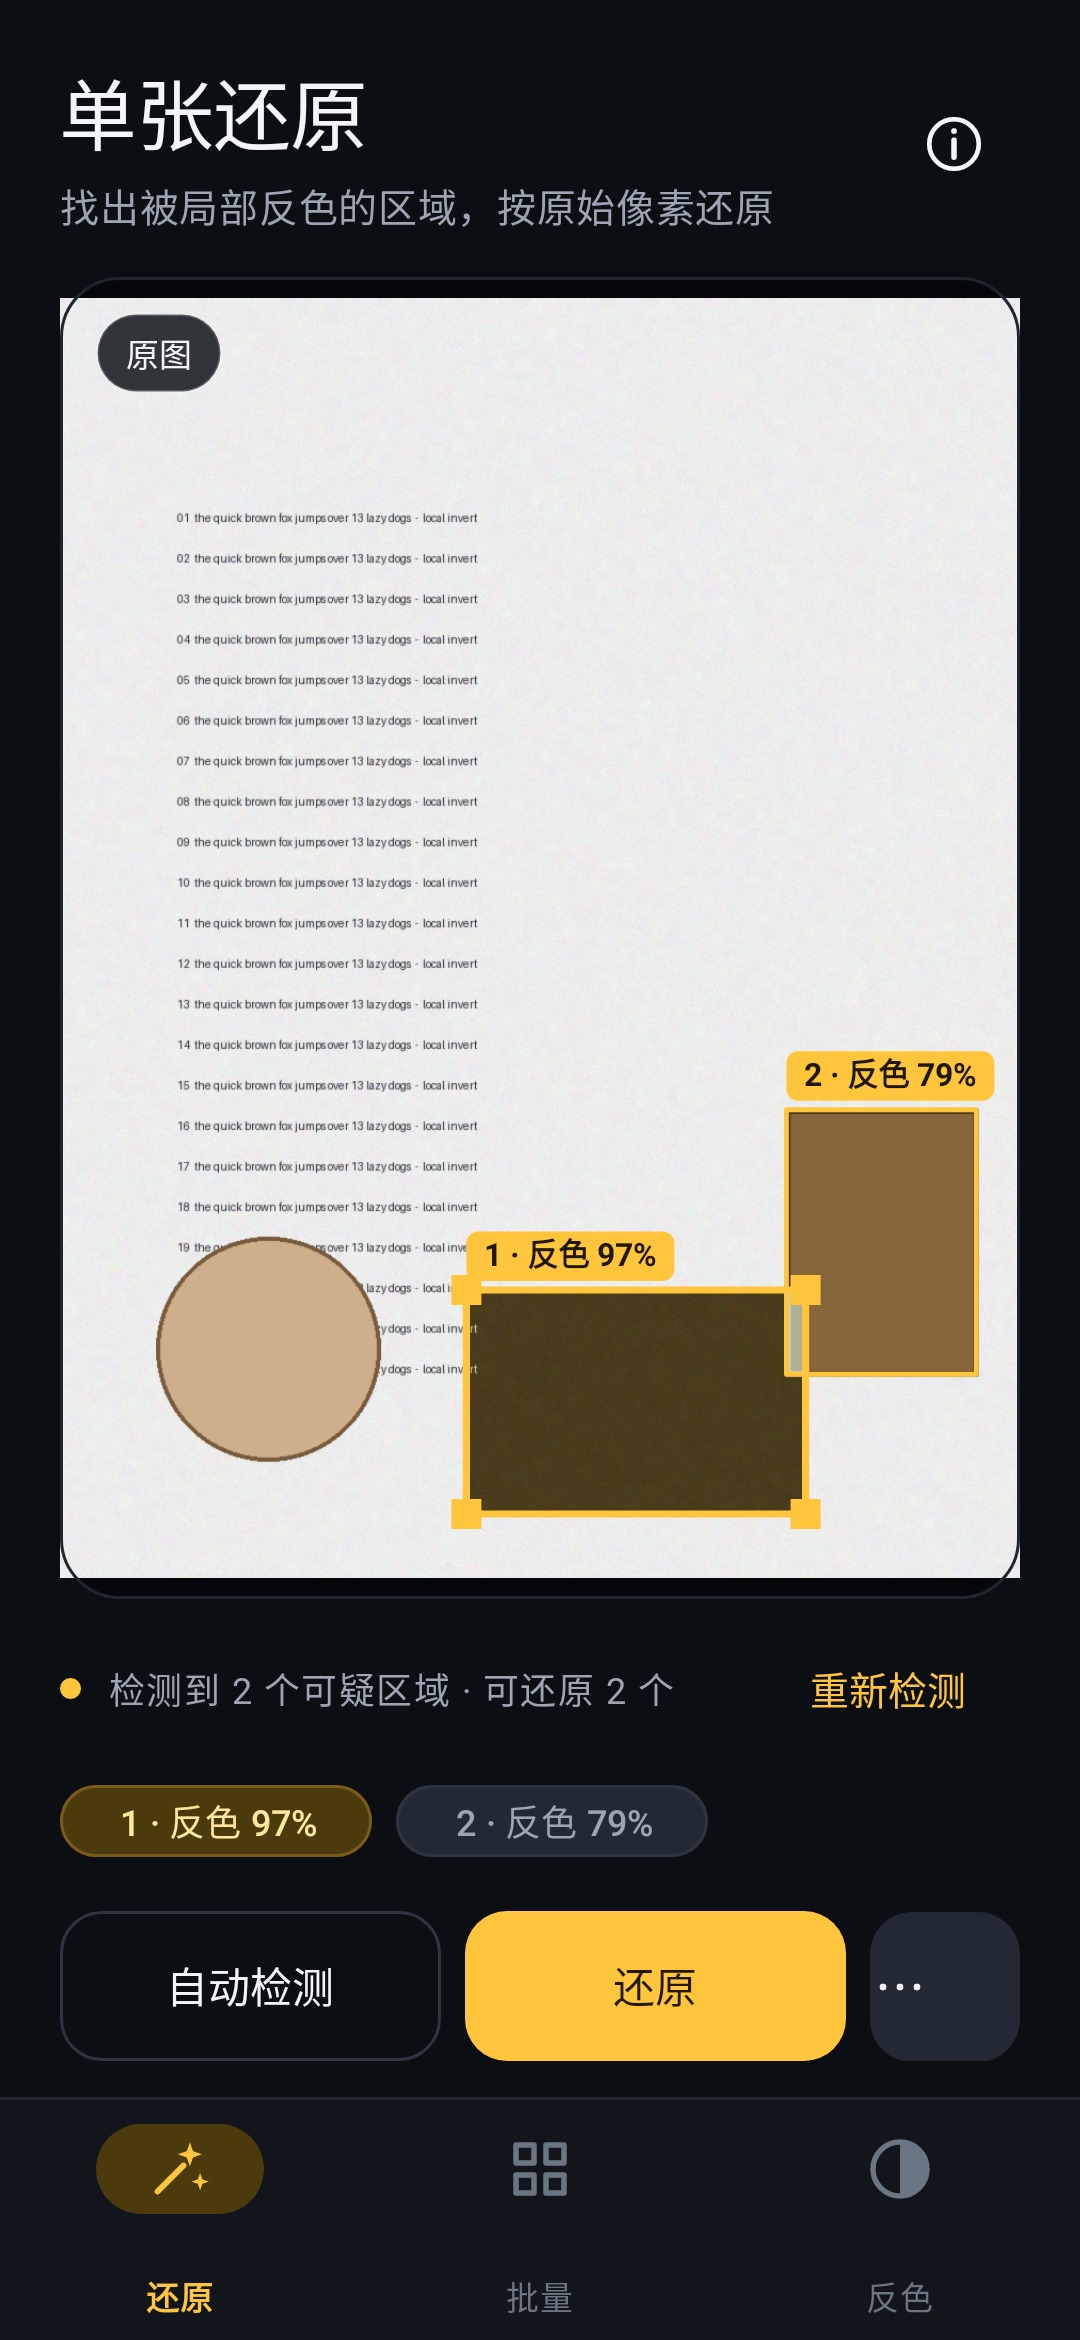 单张还原
找出被局部反色的区域，按原始像素还原
原图
01 the quick brown fox jumps over 13 lazy dogs - local invert
02 the quick brown fox jumps over 13 lazy dogs - local invert
03 the quick brown fox jumps over 13 lazy dogs - local invert
04 the quick brown fox jumps over 13 lazy dogs - local invert
05 the quick brown fox jumps over 13 lazy dogs - local invert
06 the quick brown fox jumps over 13 lazy dogs - local invert
07 the quick brown fox jumps over 13 lazy dogs - local invert
08 the quick brown fox jumps over 13 lazy dogs - local invert
09 the quick brown fox jumps over 13 lazy dogs - local invert
10 the quick brown fox jumps over 13 lazy dogs - local invert
11 the quick brown fox jumps over 13 lazy dogs - local invert
12 the quick brown fox jumps over 13 lazy dogs - local invert
13 the quick brown fox jumps over 13 lazy dogs - local invert
14 the quick brown fox jumps over 13 lazy dogs - local invert
15 the quick brown fox jumps over 13 lazy dogs - local invert
16 the quick brown fox jumps over 13 lazy dogs - local invert
2 · 反色 79%
17 the quick brown fox jumps over 13 lazy dogs - local invert
18 the quick brown fox jumps over 13 lazy dogs - local invert
19 the over 13 lazy dogs - local
1 · 反色 97%
lazy dogs - local
dogs - local invert
dogs - local invert
检测到 2 个可疑区域 · 可还原 2 个
重新检测
1 · 反色 97%
2 · 反色 79%
自动检测
还原
...
还原
批量
反色